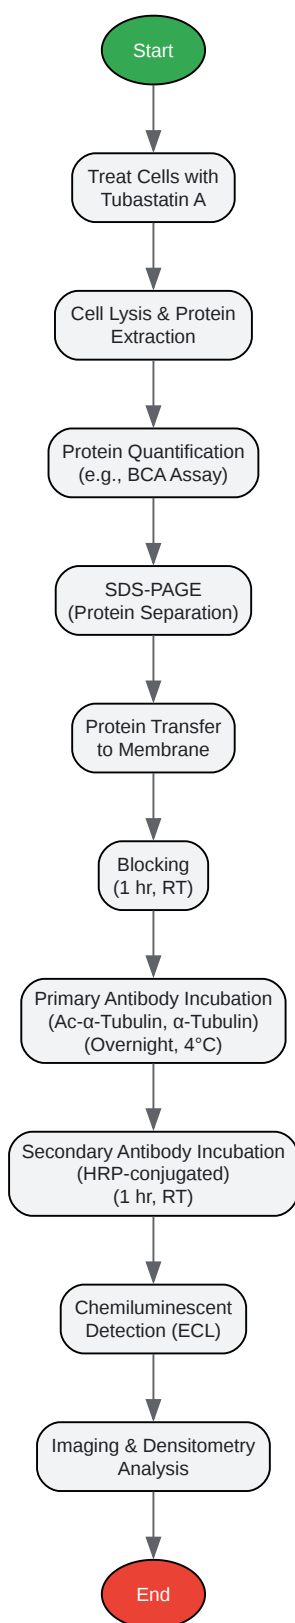 Start
Treat Cells with
Tubastatin A
Cell Lysis & Protein
Extraction
Protein Quantification
(e.g., BCA Assay)
SDS-PAGE
(Protein Separation)
Protein Transfer
to Membrane
Blocking
(1 hr, RT)
Primary Antibody Incubation
(Ac-α-Tubulin, α-Tubulin)
(Overnight, 4°C)
Secondary Antibody Incubation
(HRP-conjugated)
(1 hr, RT)
Chemiluminescent
Detection (ECL)
Imaging & Densitometry
Analysis
End